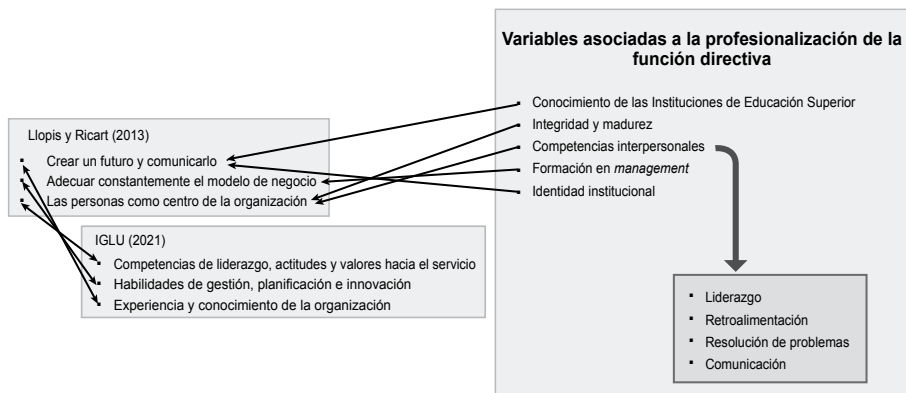 Variables asociadas a la profesionalización de la
función directiva
Conocimiento de las Instituciones de Educación Superior
Integridad y madurez
Competencias interpersonales
Formación en management
Identidad institucional
Llopis y Ricart (2013)
Crear un futuro y comunicarlo
Adecuar constantemente el modelo de negocio
Las personas como centro de la organización
IGLU (2021)
Competencias de liderazgo, actitudes y valores hacia el servicio
Habilidades de gestión, planificación e innovación
Experiencia y conocimiento de la organización
Liderazgo
Retroalimentación
Resolución de problemas
Comunicación